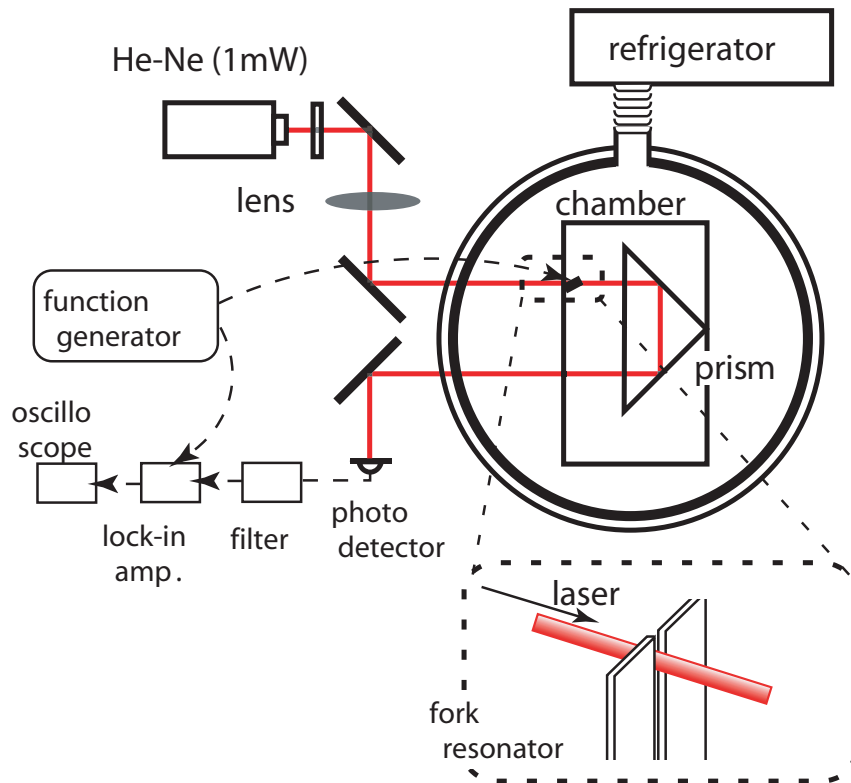 He-Ne (1mW)
refrigerator
lens
chamber
function
generator
prism
oscillo
scope
lock-in
amp.
filter
photo
detector
laser
fork
resonator